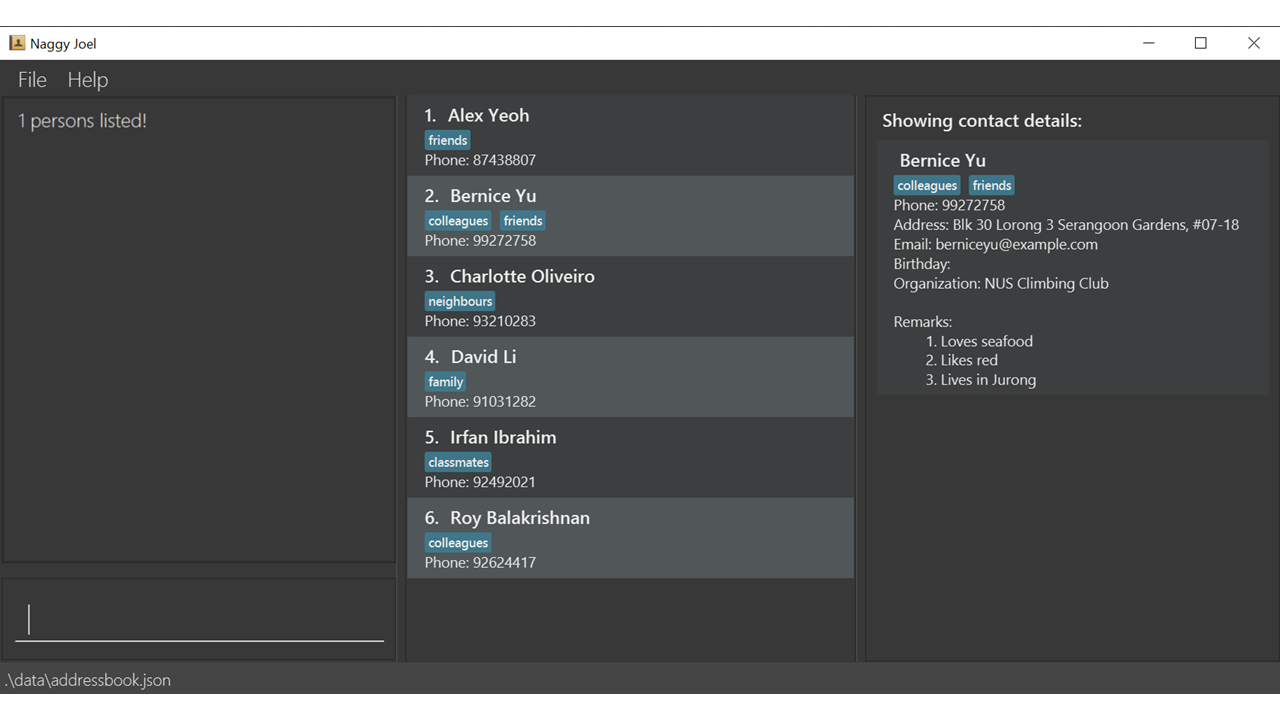 Naggy Joel
File Help
1 persons listed!
1. Alex Yeoh
friends
Phone: 87438807
2. Bernice Yu
colleagues friends
Phone: 99272758
3. Charlotte Oliveiro
neighbours
Phone: 93210283
4. David Li
family
Phone: 91031282
5. Irfan Ibrahim
classmates
Phone: 92492021
6. Roy Balakrishnan
colleagues
Phone: 92624417
Showing contact details:
Bernice Yu
colleagues friends
Phone: 99272758
Address: Blk 30 Lorong 3 Serangoon Gardens, #07-18
Email: berniceyu@example.com
Birthday:
Organization: NUS Climbing Club
Remarks:
1. Loves seafood
2. Likes red
3. Lives in Jurong
.\data\addressbook.json